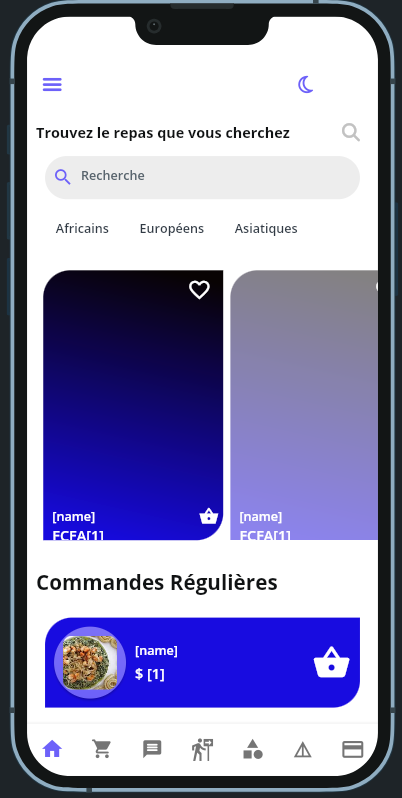 Trouvez le repas que vous cherchez
Recherche
Africains Européens Asiatiques
[name] [name]
FCFA[1] FCFA[1]
Commandes Régulières
[name]
$ [1]